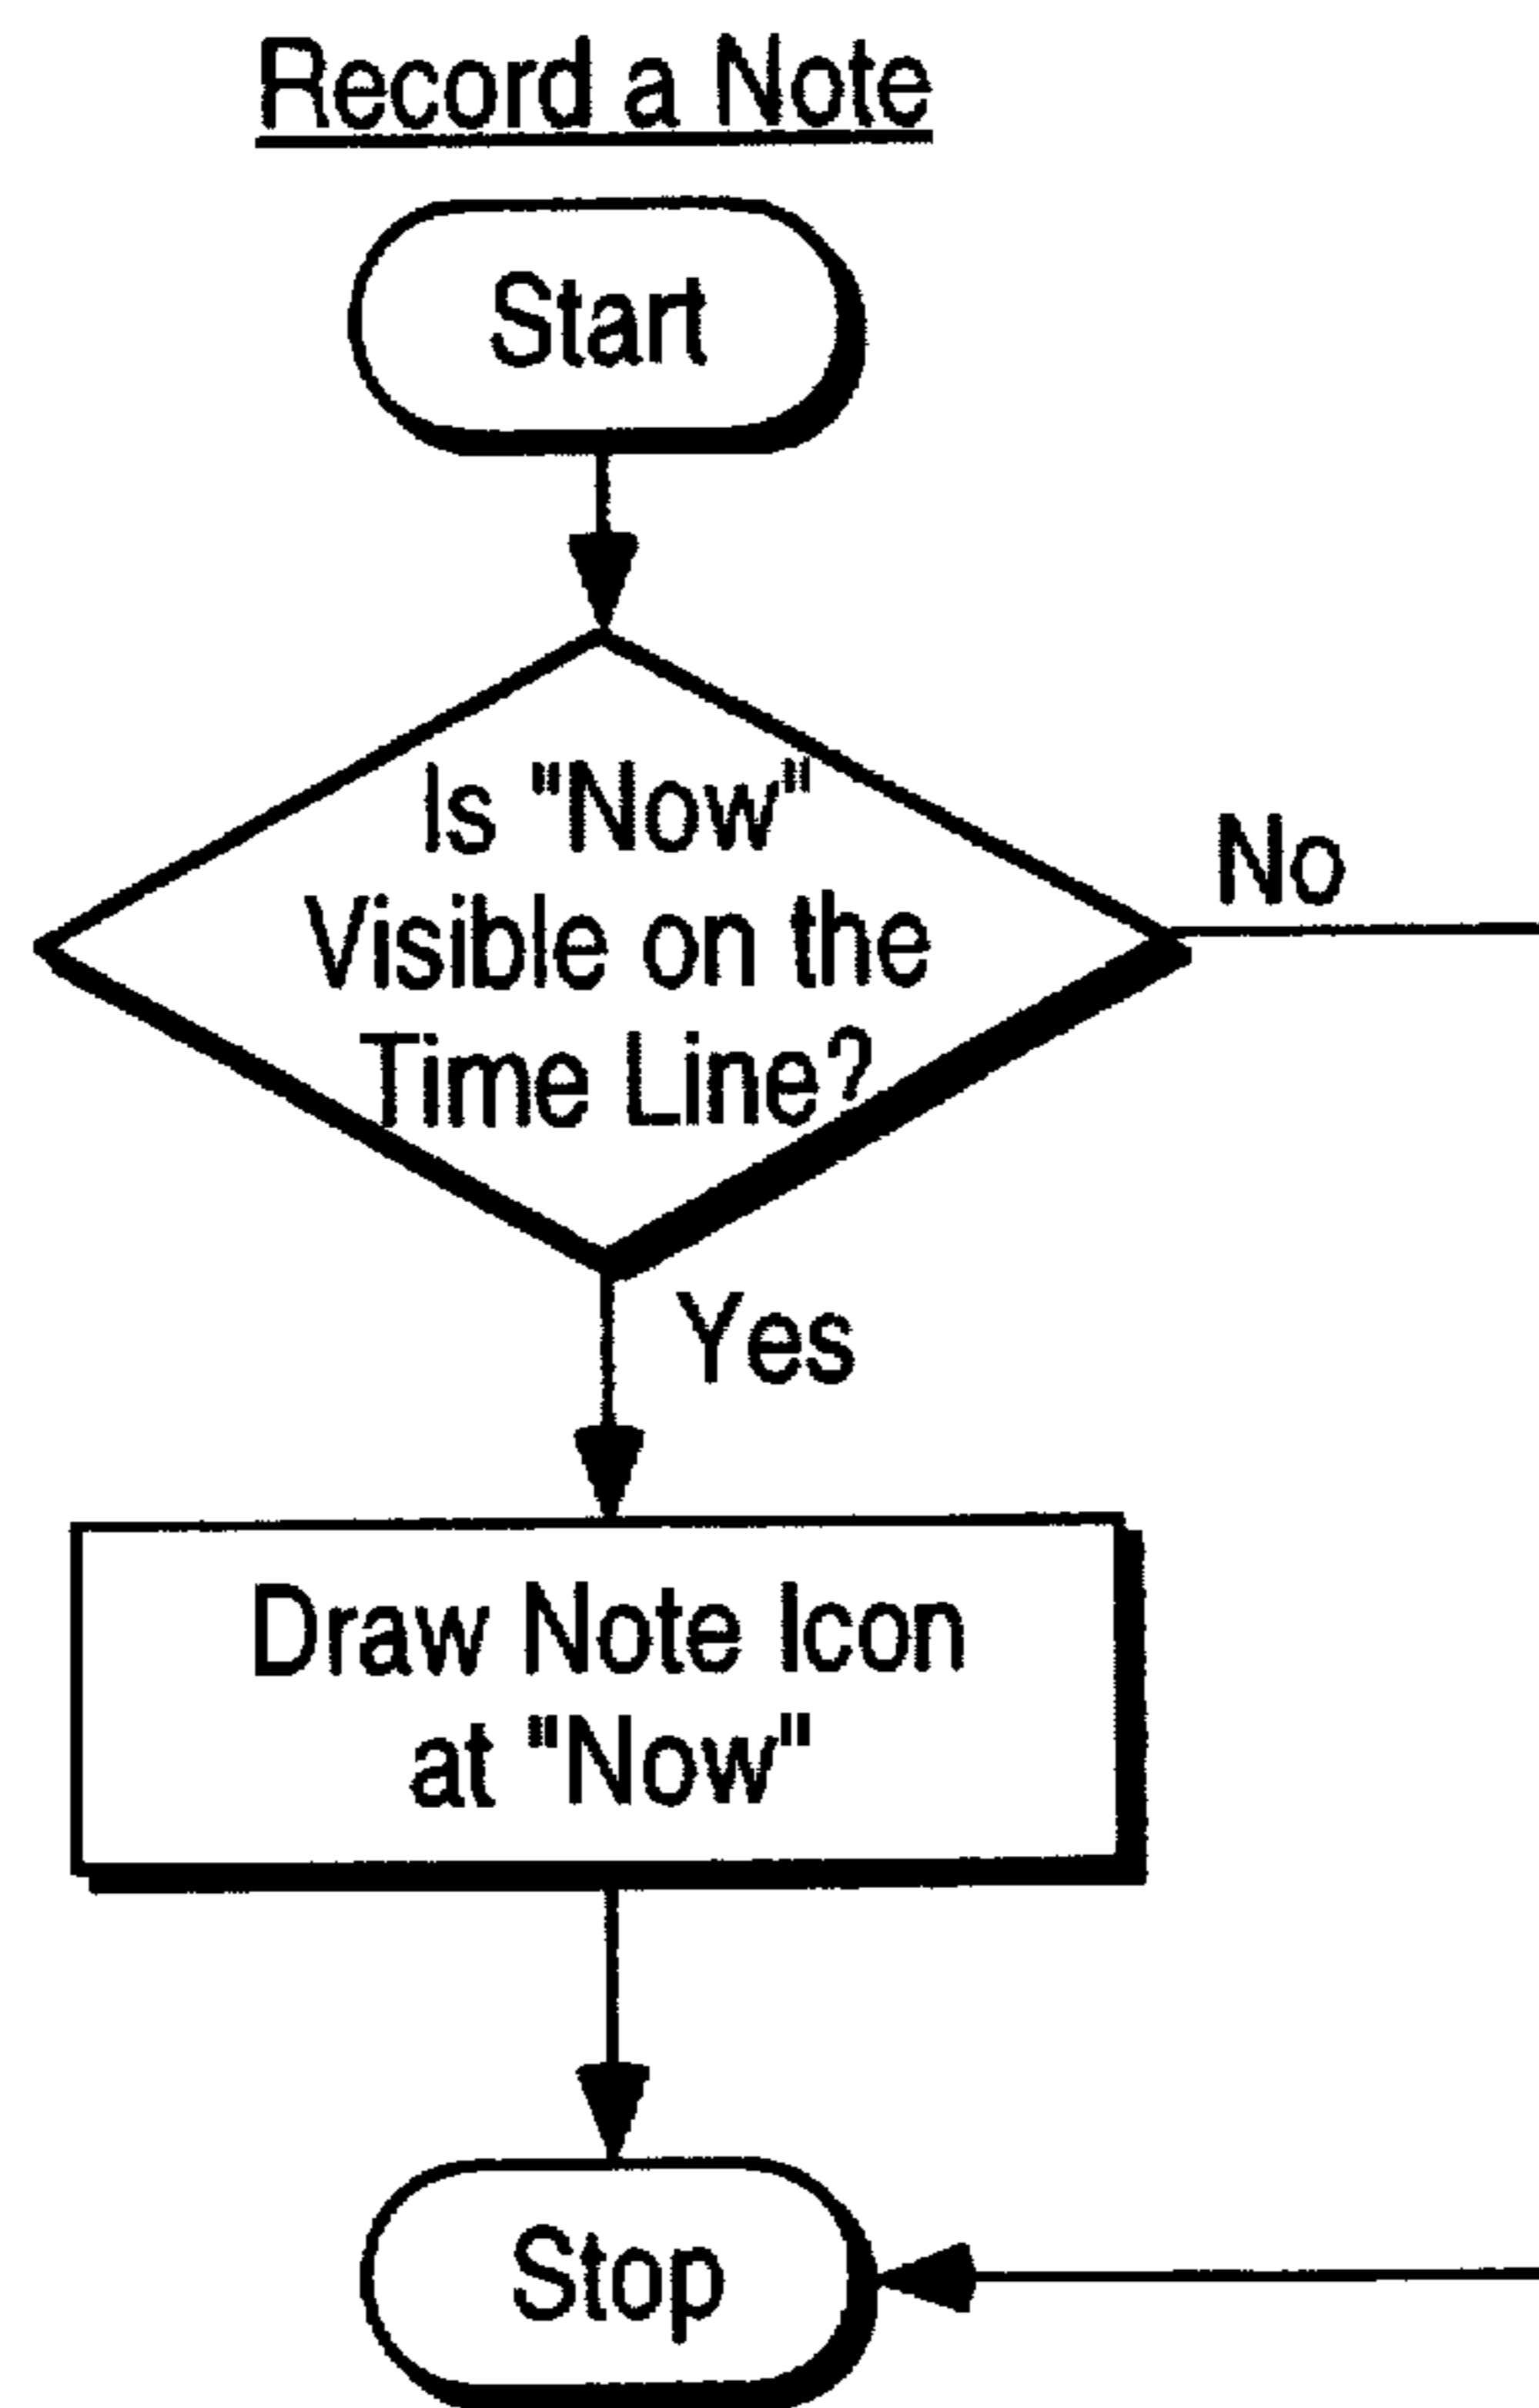 Record a Note
Start
Is "Now"
Visible on the
Time Line?
No
Yes
Draw Note Icon
at "Now"
Stop